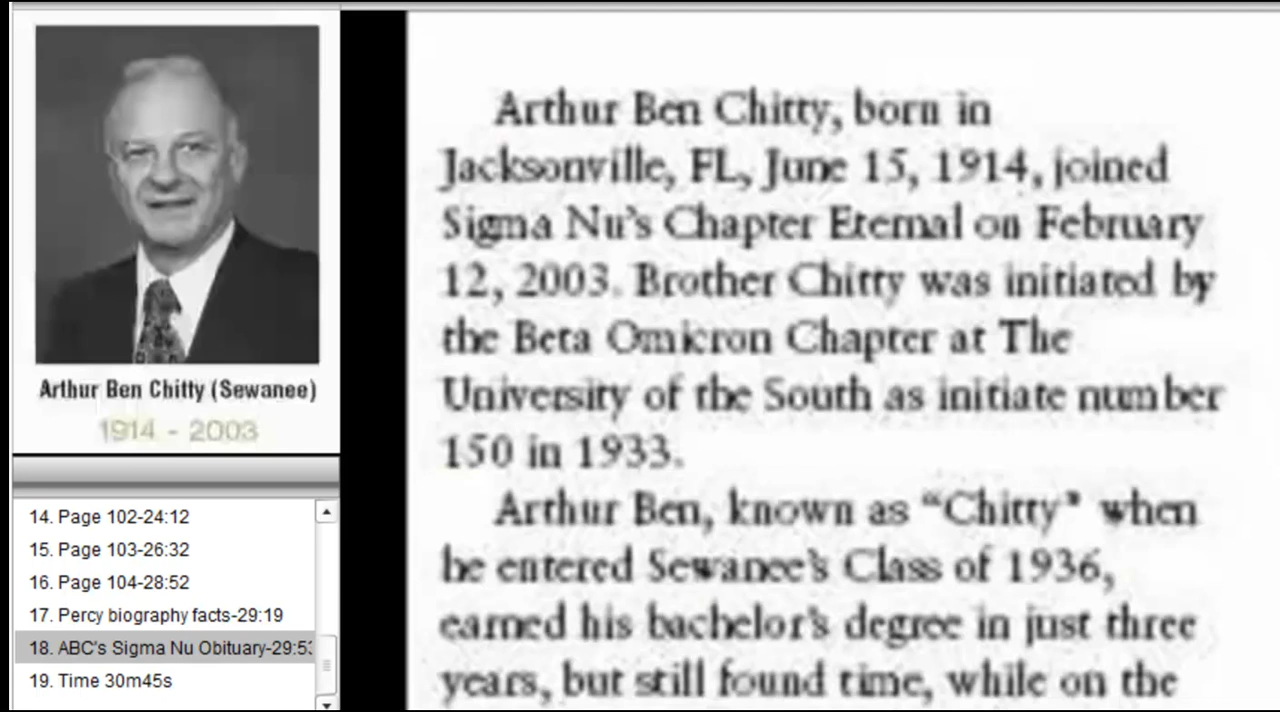 Arthur Ben Chitty (Sewanee)
1914 - 2003
14. Page 102-24:12
15. Page 103-26:32
16. Page 104-28:52
17. Percy biography facts-29:19
18. ABC's Sigma Nu Obituary-29:53
19. Time 30m45s
Arthur Ben Chitty, born in
Jacksonville, FL, June 15, 1914, joined
Sigma Nu's Chapter Eternal on February
12, 2003. Brother Chitty was initiated by
the Beta Omicron Chapter at The
University of the South as initiate number
150 in 1933.
Arthur Ben, known as “Chitty” when
he entered Sewanee's Class of 1936,
earned his bachelor's degree in just three
years, but still found time, while on the